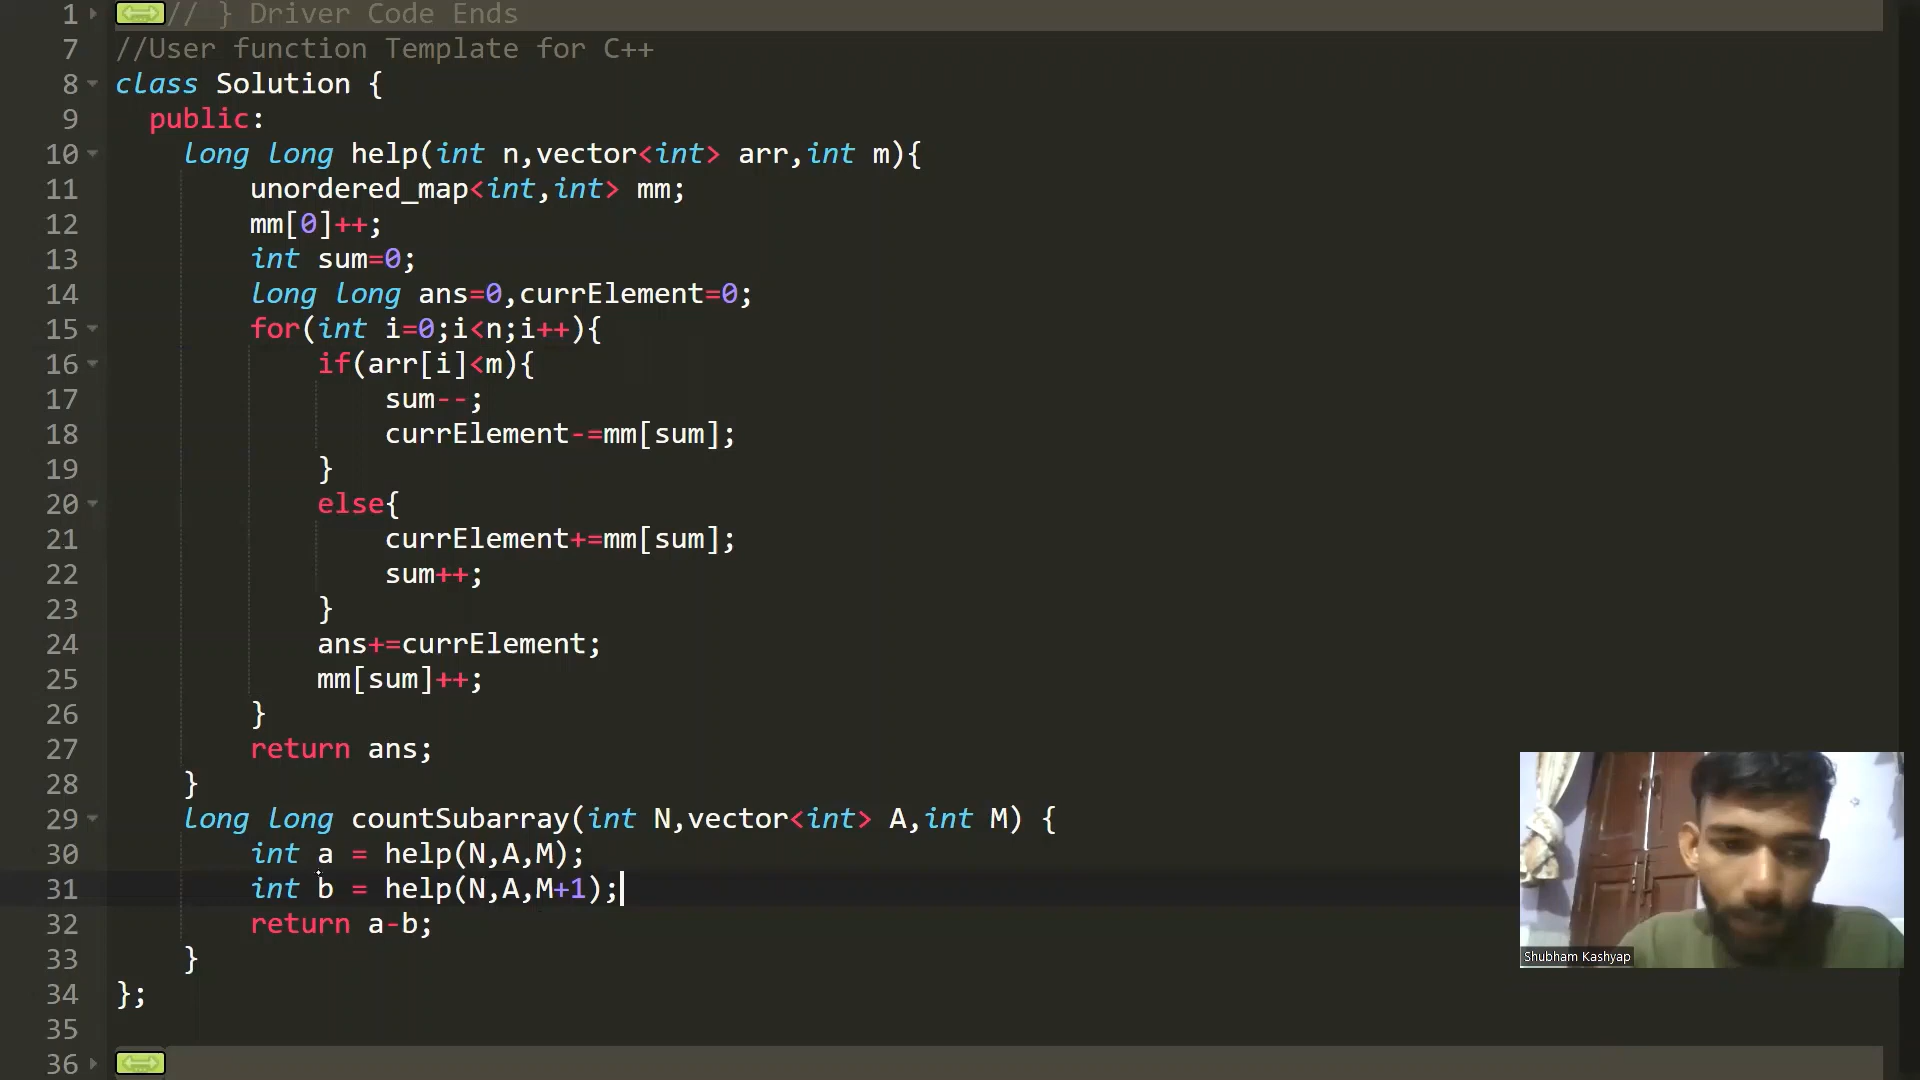 1 // } Driver Code Ends
7 //User function Template for C++
8 class Solution {
9   public:
10     long long help(int n,vector<int> arr,int m){
11         unordered_map<int,int> mm;
12         mm[0]++;
13         int sum=0;
14         long long ans=0,currElement=0;
15         for(int i=0;i<n;i++){
16             if(arr[i]<m){
17                 sum--;
18                 currElement-=mm[sum];
19             }
20             else{
21                 currElement+=mm[sum];
22                 sum++;
23             }
24             ans+=currElement;
25             mm[sum]++;
26         }
27         return ans;
28     }
29     long long countSubarray(int N,vector<int> A,int M) {
30         int a = help(N,A,M);
31         int b = help(N,A,M+1);
32         return a-b;
33     }
34 };
35
36
Shubham Kashyap